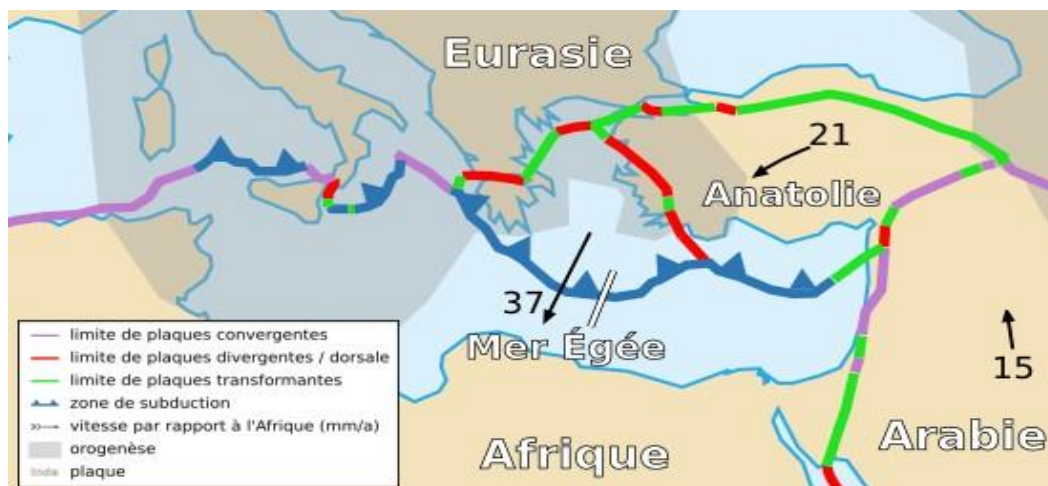 Eurasie
21
Anatolie
37
Mer Égée
15
Afrique
Arabie
limite de plaques convergentes
limite de plaques divergentes / dorsale
limite de plaques transformantes
zone de subduction
vitesse par rapport à l'Afrique (mm/a)
orogenèse
plaque